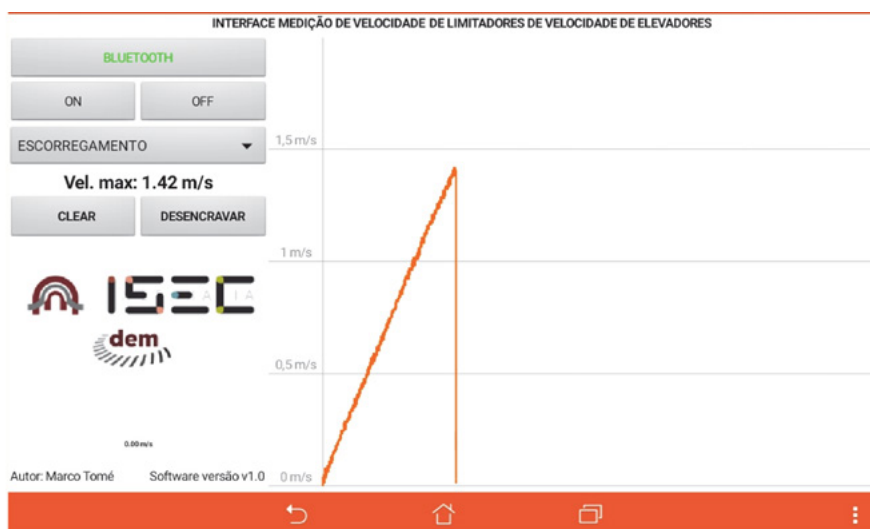 INTERFACE MEDIÇÃO DE VELOCIDADE DE LIMITADORES DE VELOCIDADE DE ELEVADORES
BLUETOOTH
ON OFF
ESCORREGAMENTO
Vel. max: 1.42 m/s
CLEAR DESENCRAVAR
ISEC
dem
0.00 m/s
Autor: Marco Tomé Software versão v1.0
1,5 m/s
1 m/s
0,5 m/s
0 m/s